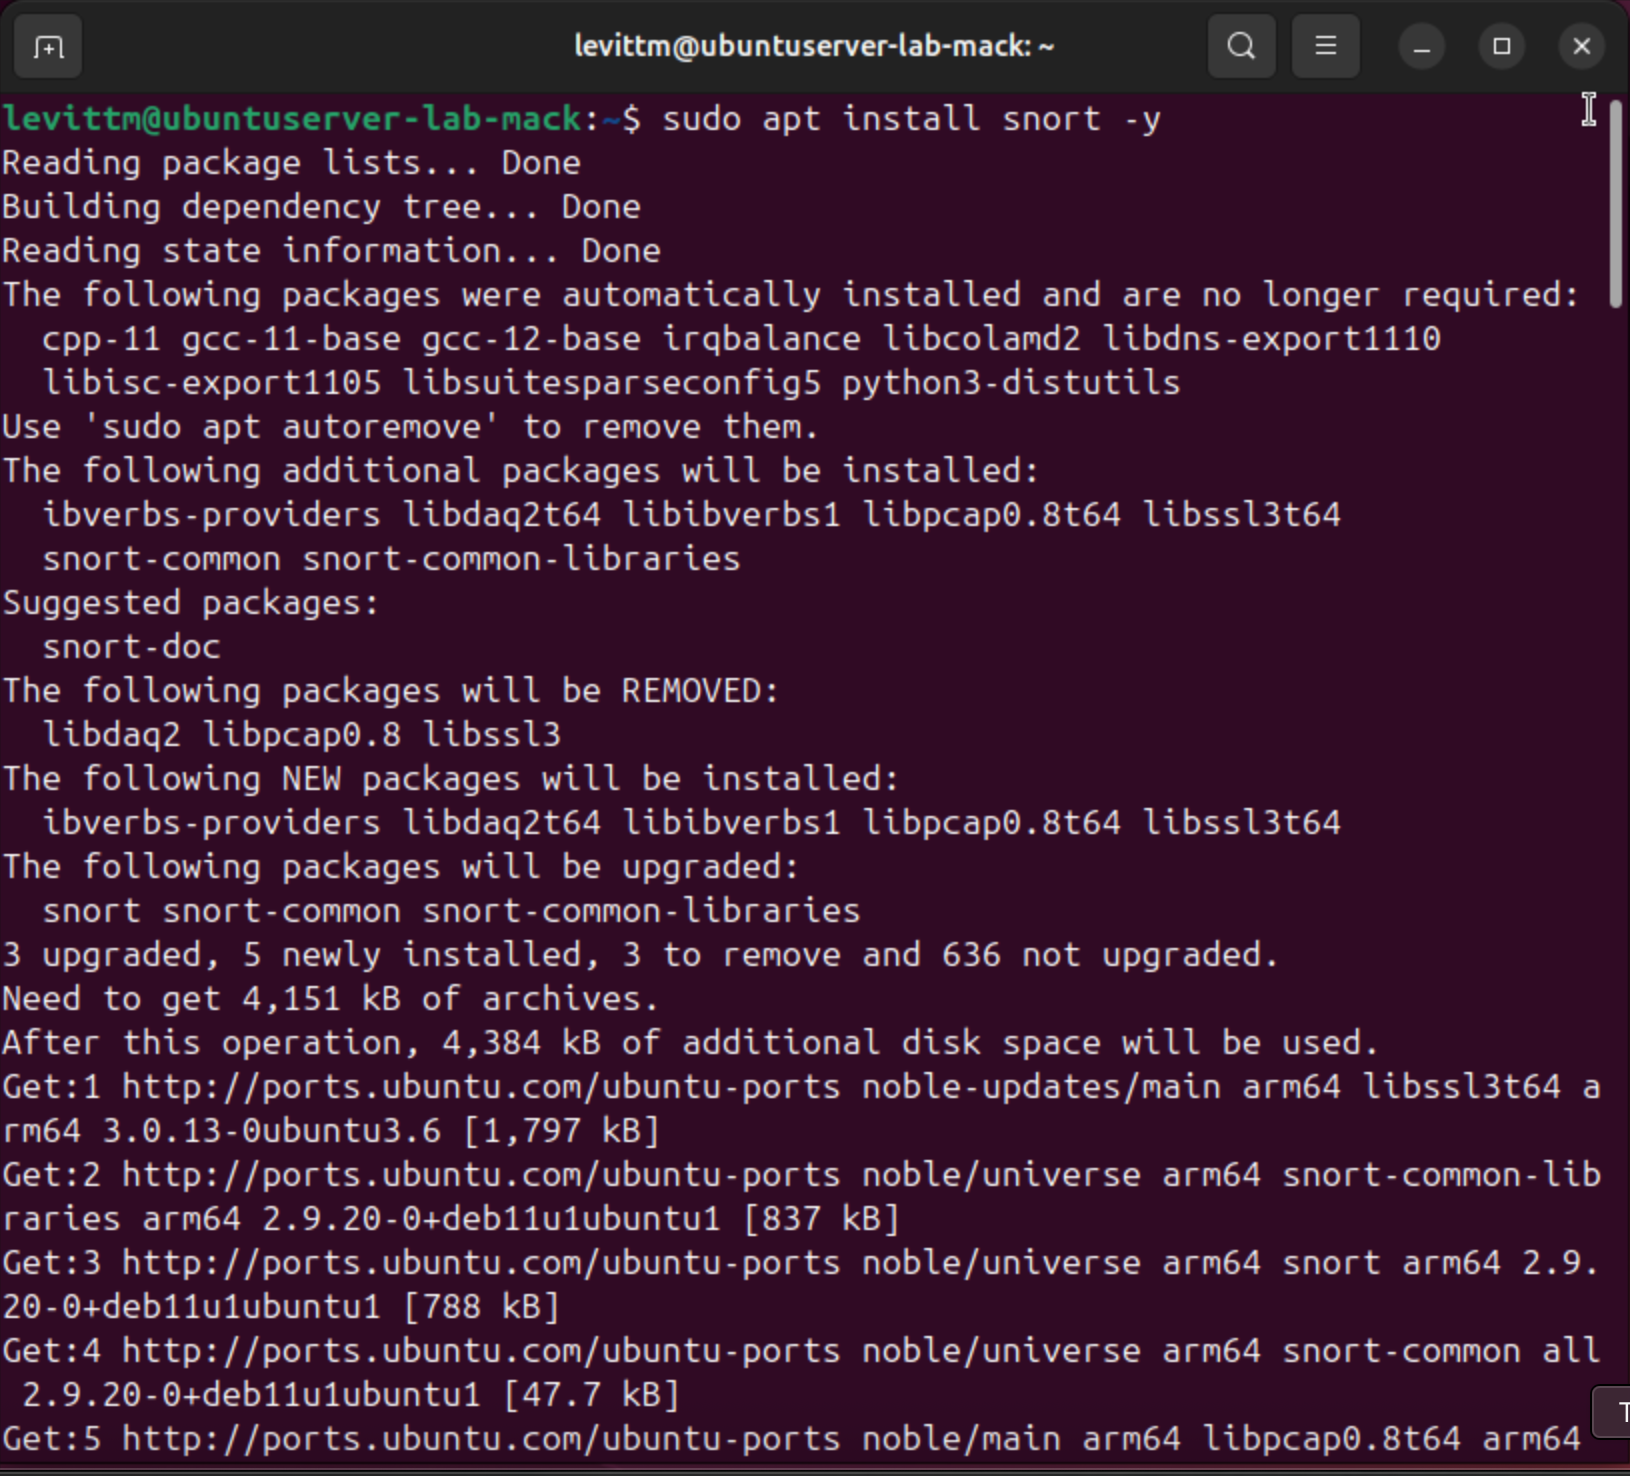 levittm@ubuntuserver-lab-mack: ~
levittm@ubuntuserver-lab-mack:~$ sudo apt install snort -y
Reading package lists... Done
Building dependency tree... Done
Reading state information... Done
The following packages were automatically installed and are no longer required:
  cpp-11 gcc-11-base gcc-12-base irqbalance libcolamd2 libdns-export1110
  libisc-export1105 libsuitesparseconfig5 python3-distutils
Use 'sudo apt autoremove' to remove them.
The following additional packages will be installed:
  ibverbs-providers libdaq2t64 libibverbs1 libpcap0.8t64 libssl3t64
  snort-common snort-common-libraries
Suggested packages:
  snort-doc
The following packages will be REMOVED:
  libdaq2 libpcap0.8 libssl3
The following NEW packages will be installed:
  ibverbs-providers libdaq2t64 libibverbs1 libpcap0.8t64 libssl3t64
The following packages will be upgraded:
  snort snort-common snort-common-libraries
3 upgraded, 5 newly installed, 3 to remove and 636 not upgraded.
Need to get 4,151 kB of archives.
After this operation, 4,384 kB of additional disk space will be used.
Get:1 http://ports.ubuntu.com/ubuntu-ports noble-updates/main arm64 libssl3t64 a
rm64 3.0.13-0ubuntu3.6 [1,797 kB]
Get:2 http://ports.ubuntu.com/ubuntu-ports noble/universe arm64 snort-common-lib
raries arm64 2.9.20-0+deb11u1ubuntu1 [837 kB]
Get:3 http://ports.ubuntu.com/ubuntu-ports noble/universe arm64 snort arm64 2.9.
20-0+deb11u1ubuntu1 [788 kB]
Get:4 http://ports.ubuntu.com/ubuntu-ports noble/universe arm64 snort-common all
 2.9.20-0+deb11u1ubuntu1 [47.7 kB]
Get:5 http://ports.ubuntu.com/ubuntu-ports noble/main arm64 libpcap0.8t64 arm64